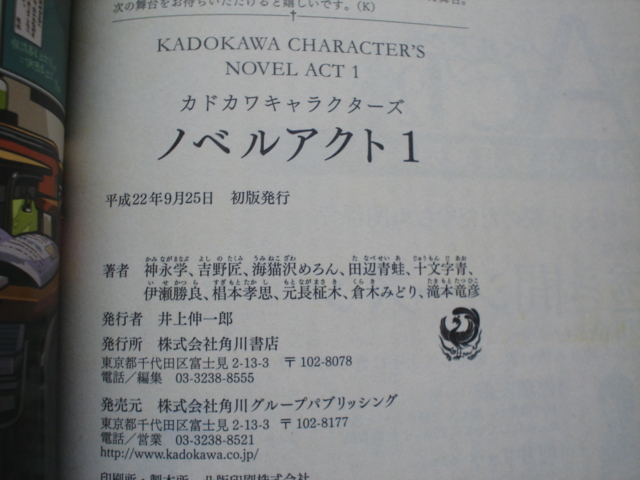 次の舞台をお待ちいただけると嬉しいです。(K)
KADOKAWA CHARACTER'S
NOVEL ACT 1
カドカワキャラクターズ
ノベルアクト1
平成22年9月25日　初版発行
著者　神永学、吉野匠、海猫沢めろん、田辺青蛙、十文字青、
伊瀬勝良、椙本孝思、元長柾木、倉木みどり、滝本竜彦
発行者　井上伸一郎
発行所　株式会社角川書店
東京都千代田区富士見 2-13-3　〒102-8078
電話／編集　03-3238-8555
発売元　株式会社角川グループパブリッシング
東京都千代田区富士見 2-13-3　〒102-8177
電話／営業　03-3238-8521
http://www.kadokawa.co.jp/